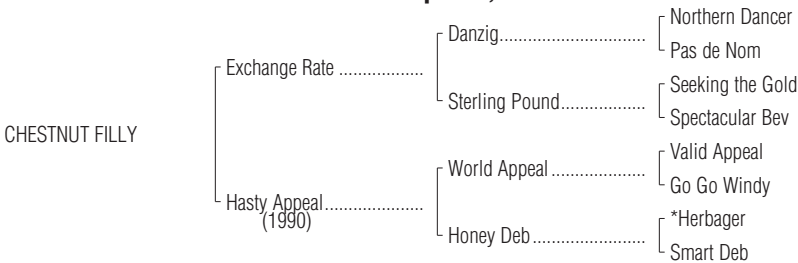 Northern Dancer
Danzig..............................
Pas de Nom
Exchange Rate ..................
Seeking the Gold
Sterling Pound..................
Spectacular Bev
CHESTNUT FILLY
Valid Appeal
World Appeal ....................
Go Go Windy
Hasty Appeal.....................
(1990)
*Herbager
Honey Deb ........................
Smart Deb